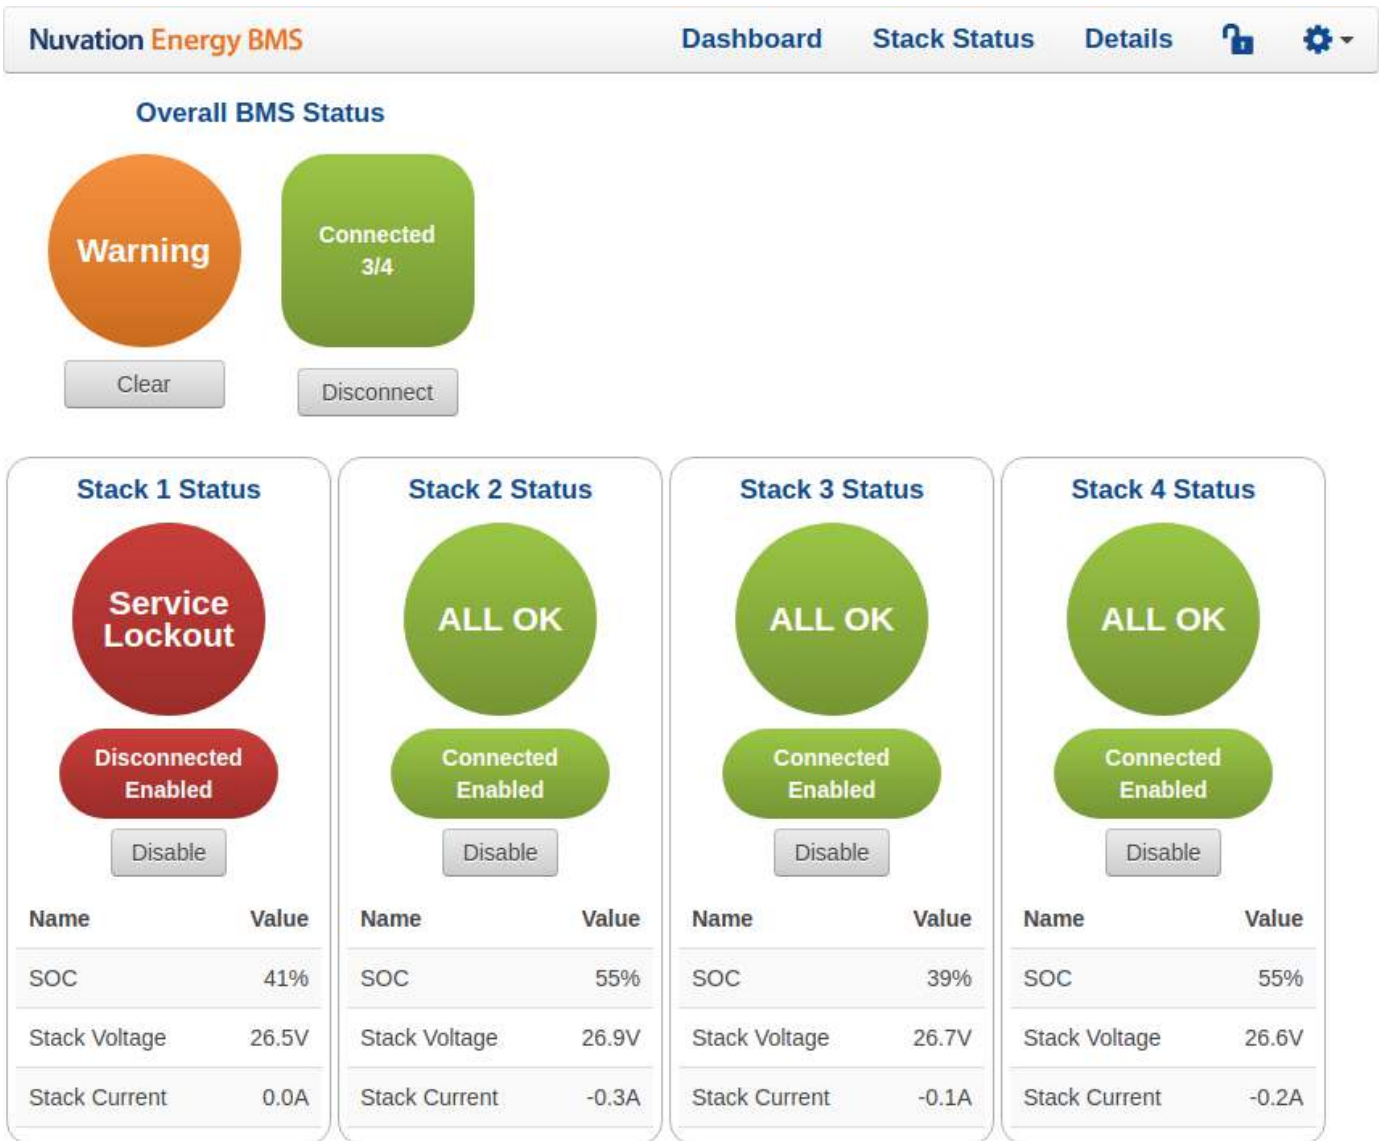 Nuvation Energy BMS
Dashboard
Stack Status
Details
Overall BMS Status
Warning
Clear
Connected
3/4
Disconnect
Stack 1 Status
Service
Lockout
Disconnected
Enabled
Disable
Name Value
SOC 41%
Stack Voltage 26.5V
Stack Current 0.0A
Stack 2 Status
ALL OK
Connected
Enabled
Disable
Name Value
SOC 55%
Stack Voltage 26.9V
Stack Current -0.3A
Stack 3 Status
ALL OK
Connected
Enabled
Disable
Name Value
SOC 39%
Stack Voltage 26.7V
Stack Current -0.1A
Stack 4 Status
ALL OK
Connected
Enabled
Disable
Name Value
SOC 55%
Stack Voltage 26.6V
Stack Current -0.2A